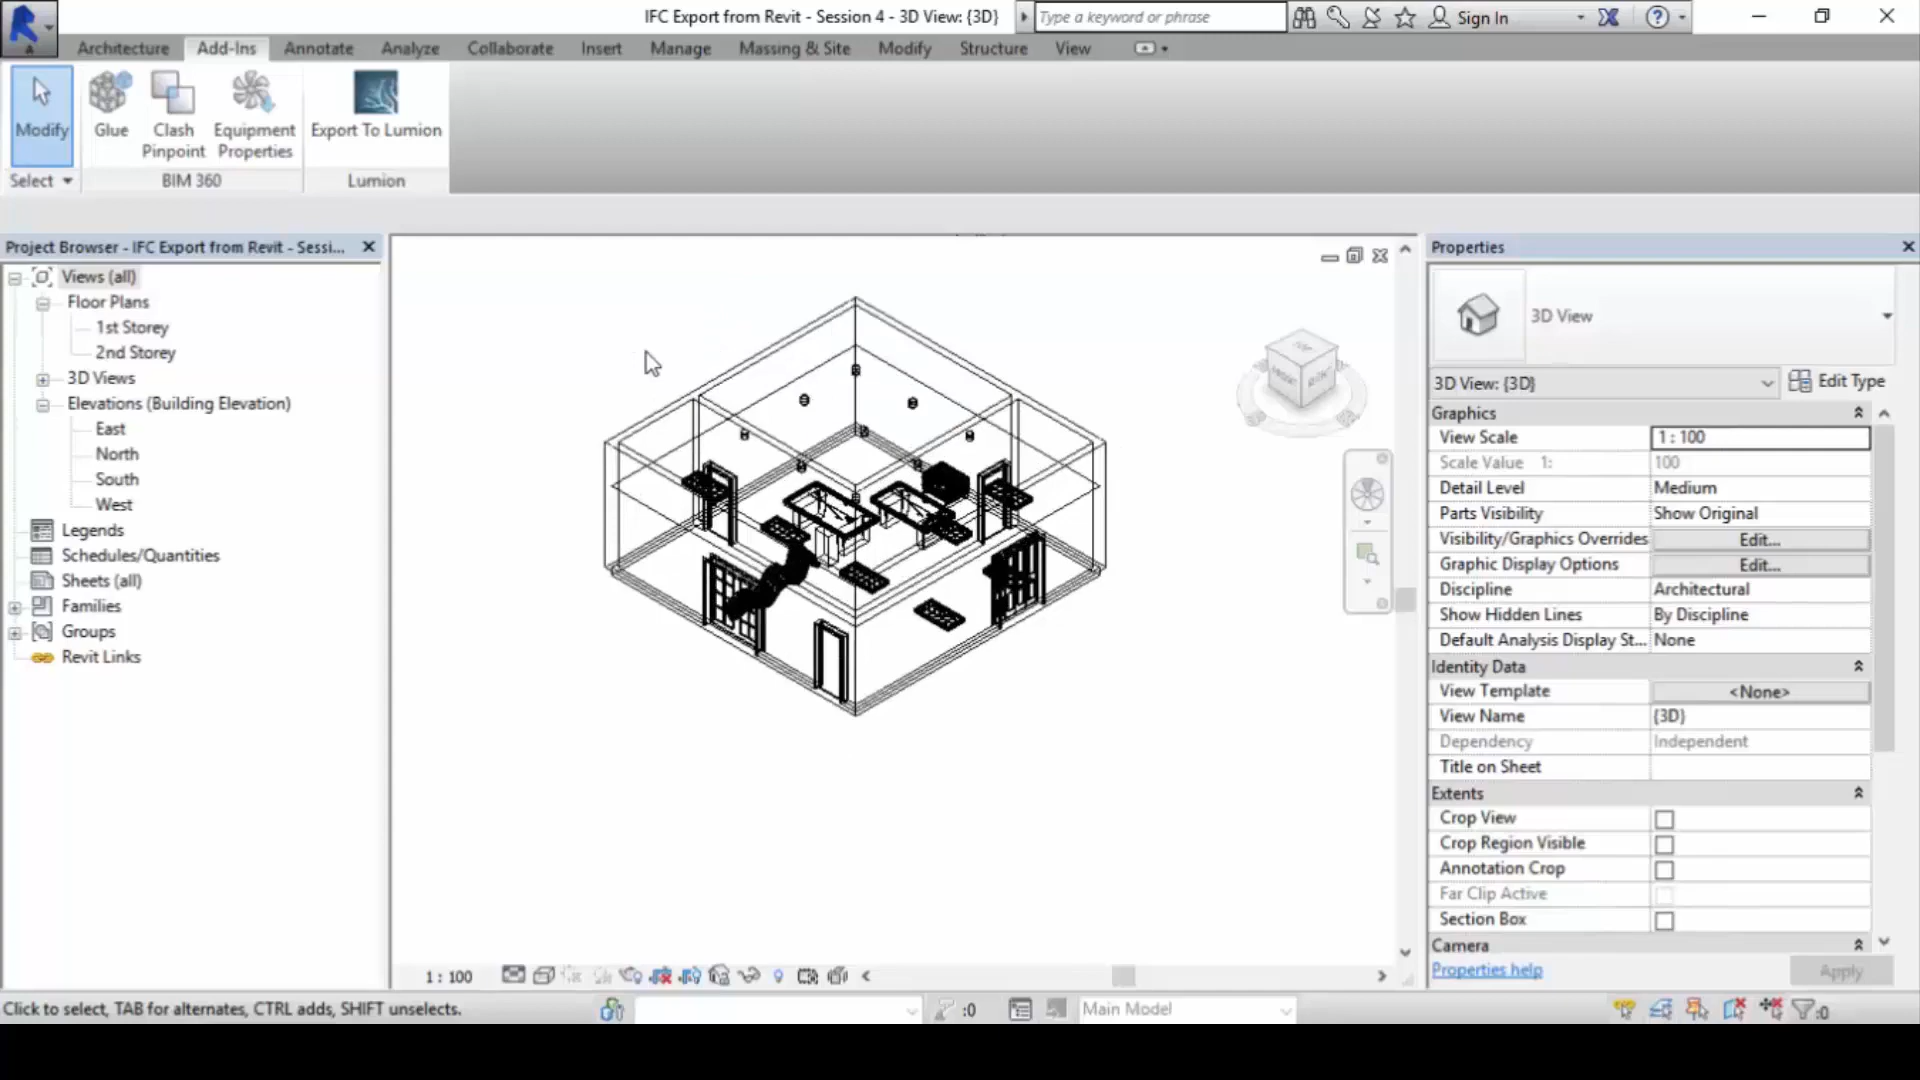 IFC Export from Revit - Session 4 - 3D View: {3D}
Type a keyword or phrase
Sign In
Architecture Add-Ins Annotate Analyze Collaborate Insert Manage Massing & Site Modify Structure View
Modify
Glue
Clash
Pinpoint
Equipment
Properties
Export To Lumion
Select
BIM 360
Lumion
Project Browser - IFC Export from Revit - Sessi...
Views (all)
Floor Plans
1st Storey
2nd Storey
3D Views
Elevations (Building Elevation)
East
North
South
West
Legends
Schedules/Quantities
Sheets (all)
Families
Groups
Revit Links
TOP
Properties
3D View
3D View: {3D}
Edit Type
Graphics
View Scale 1 : 100
Scale Value 1: 100
Detail Level Medium
Parts Visibility Show Original
Visibility/Graphics Overrides Edit...
Graphic Display Options Edit...
Discipline Architectural
Show Hidden Lines By Discipline
Default Analysis Display St... None
Identity Data
View Template <None>
View Name {3D}
Dependency Independent
Title on Sheet
Extents
Crop View
Crop Region Visible
Annotation Crop
Far Clip Active
Section Box
Camera
Properties help
Apply
1 : 100
Click to select, TAB for alternates, CTRL adds, SHIFT unselects.
:0
Main Model
:0